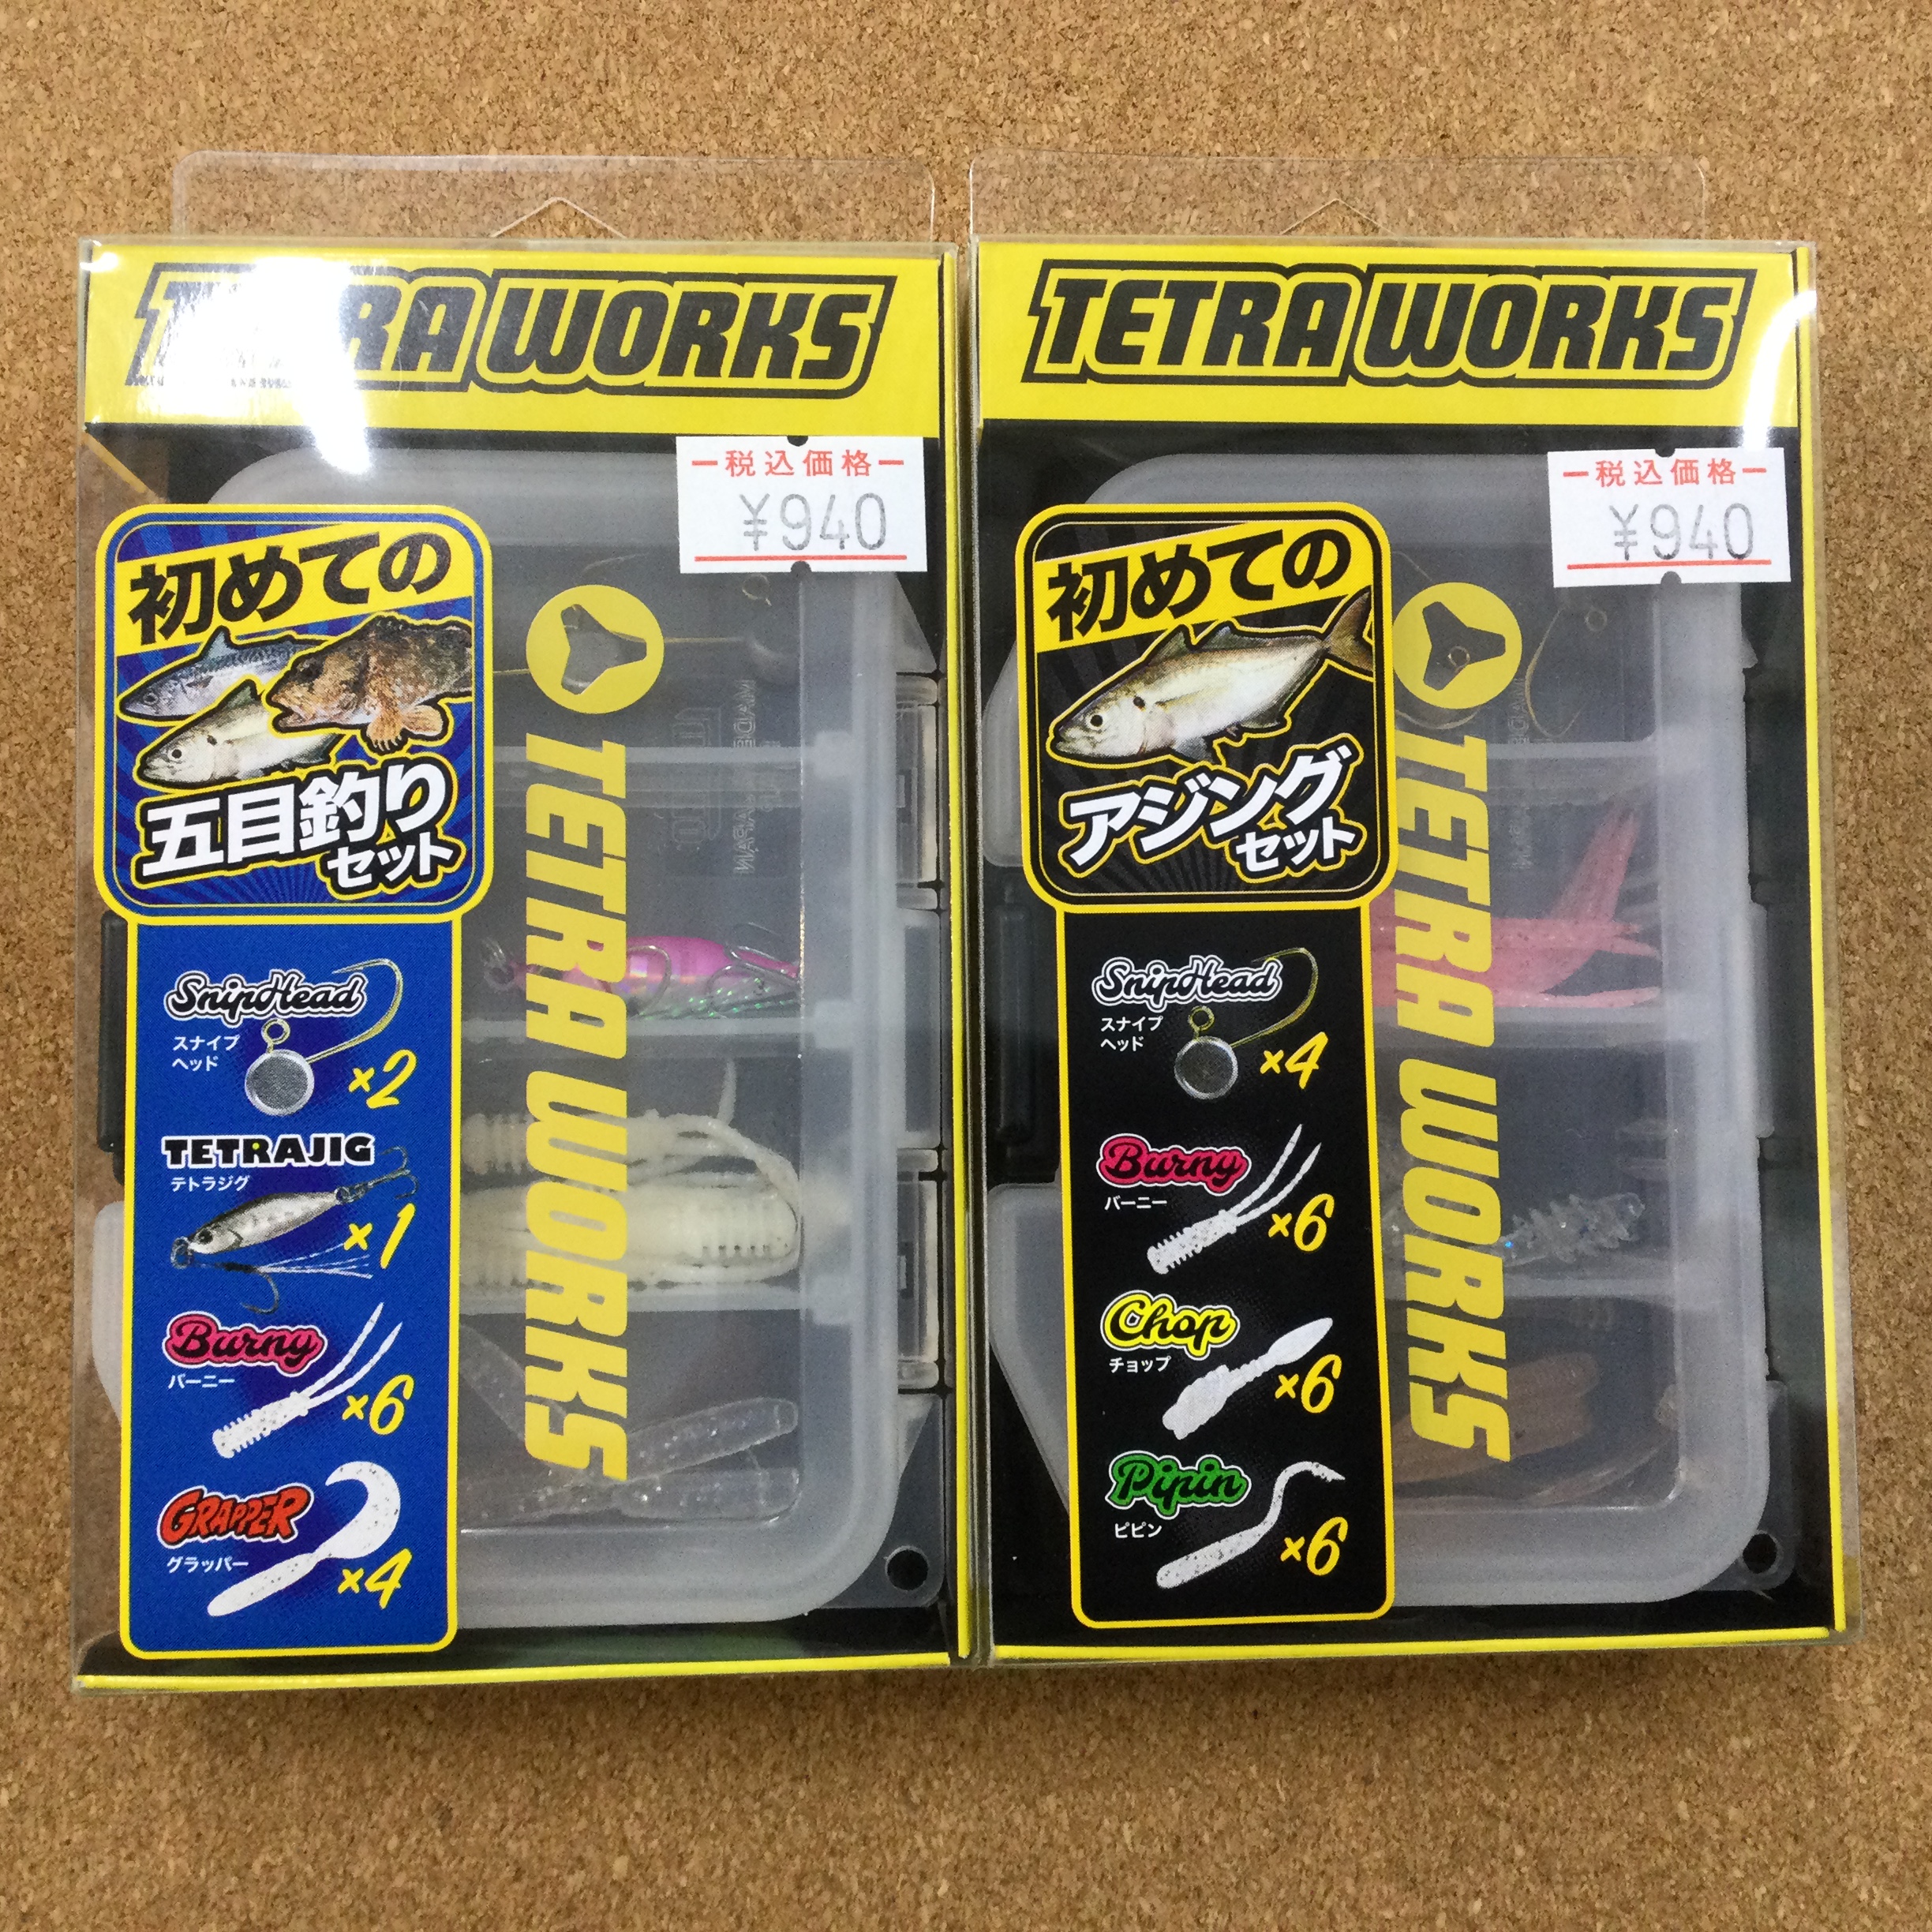 TETRA WORKS
税込価格
¥940
初めての
五目釣り
セット
TETRA WORKS
SnipHead
スナイプ
ヘッド
×2
TETRAJIG
テトラジグ
×1
Burny
バーニー
×6
GRAPPER
グラッパー
×4
TETRA WORKS
税込価格
¥940
初めての
アジング
セット
TETRA WORKS
SnipHead
スナイプ
ヘッド
×4
Burny
バーニー
×6
Chop
チョップ
×6
Pipin
ピピン
×6